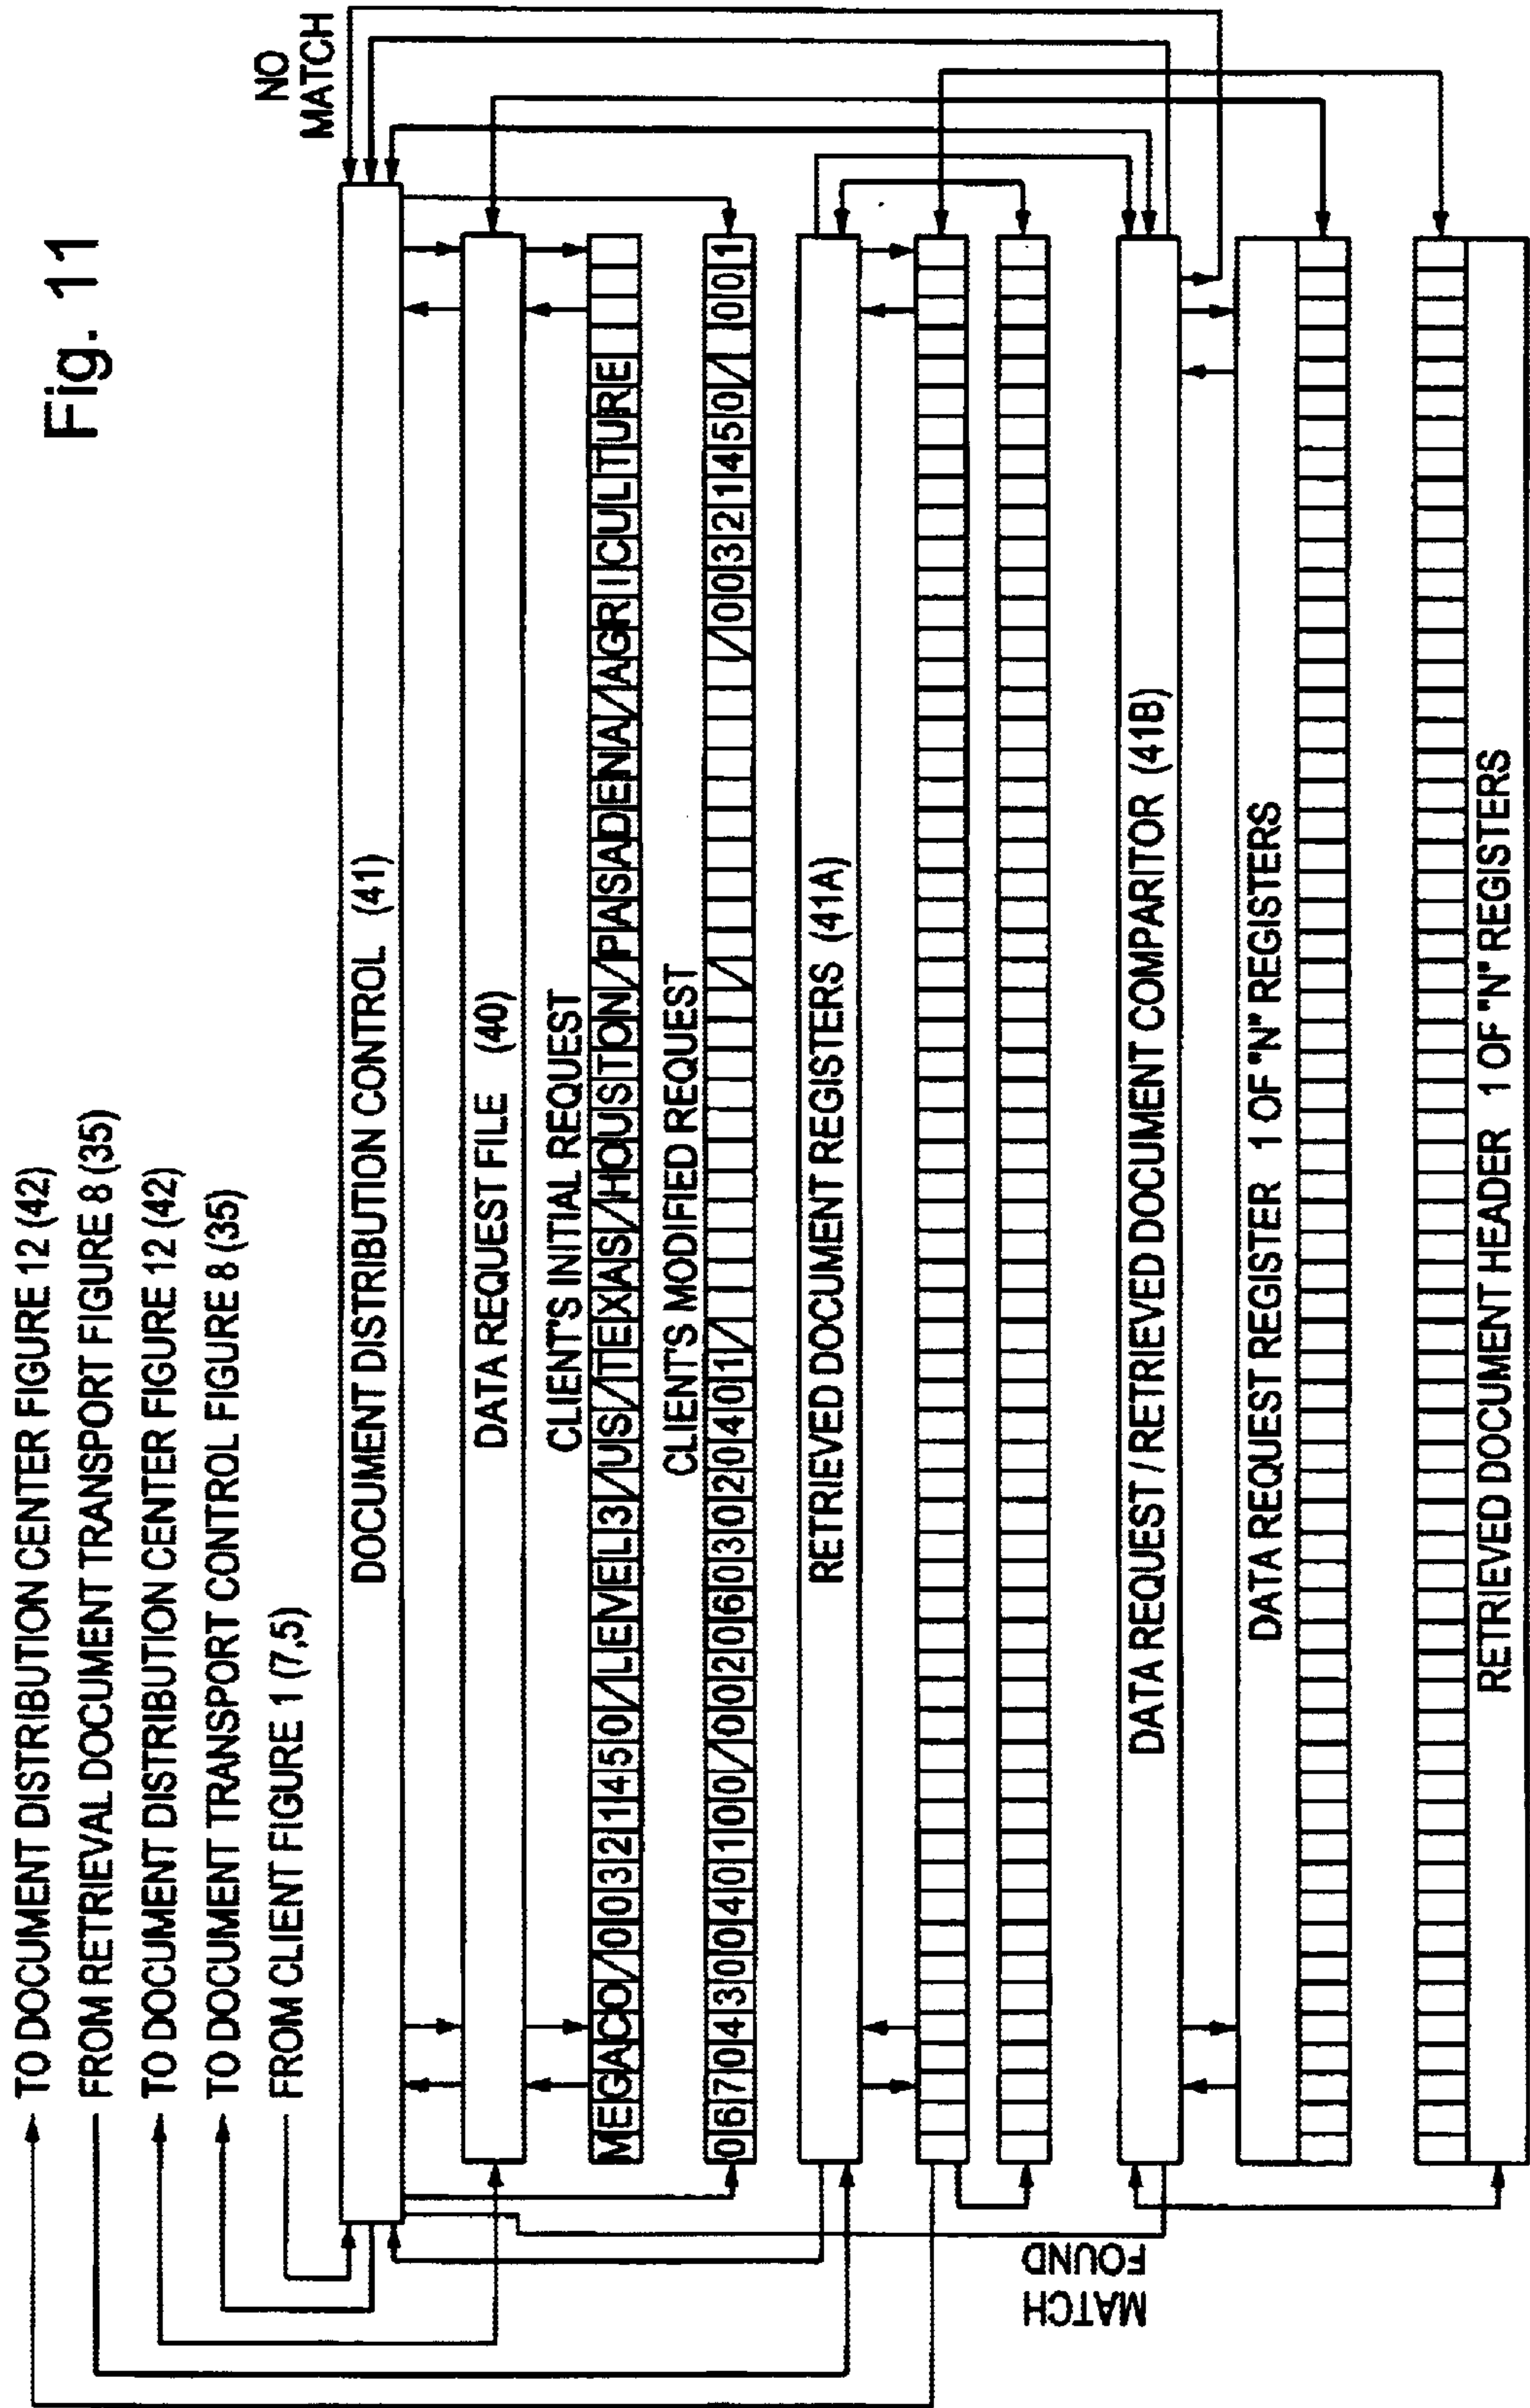 Fig. 11
TO DOCUMENT DISTRIBUTION CENTER FIGURE 12 (42)
FROM RETRIEVAL DOCUMENT TRANSPORT FIGURE 8 (35)
TO DOCUMENT DISTRIBUTION CENTER FIGURE 12 (42)
TO DOCUMENT TRANSPORT CONTROL FIGURE 8 (35)
FROM CLIENT FIGURE 1 (7,5)
NO
MATCH
DOCUMENT DISTRIBUTION CONTROL (41)
DATA REQUEST FILE (40)
CLIENT'S INITIAL REQUEST
MEGACO/00321450/LEVEL3/US/TEXAS/HOUSTON/PASADENA/AGRICULTURE
CLIENT'S MODIFIED REQUEST
0670430040100/0020603020401/ / /00321450/ 001
RETRIEVED DOCUMENT REGISTERS (41A)
MATCH
FOUND
DATA REQUEST / RETRIEVED DOCUMENT COMPARITOR (41B)
DATA REQUEST REGISTER 1 OF "N" REGISTERS
RETRIEVED DOCUMENT HEADER 1 OF "N" REGISTERS